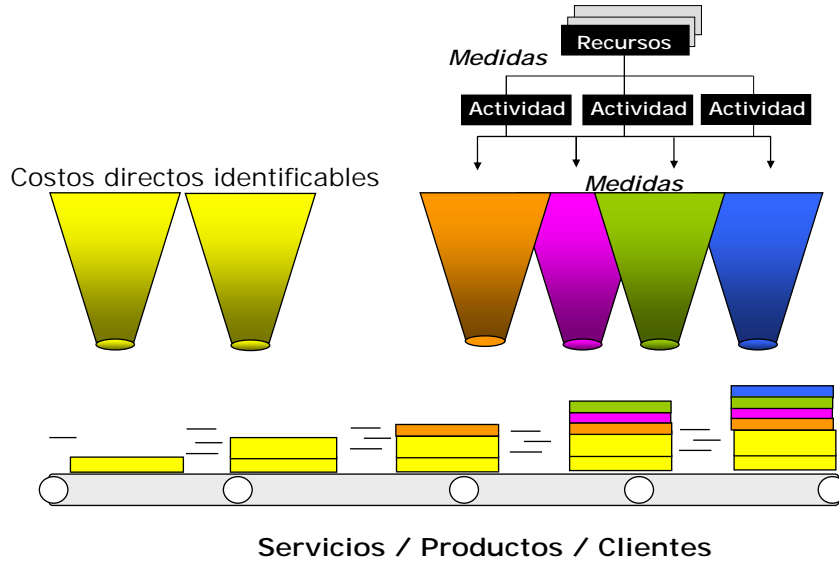 Recursos
Medidas
Actividad Actividad Actividad
Costos directos identificables
Medidas
Servicios / Productos / Clientes